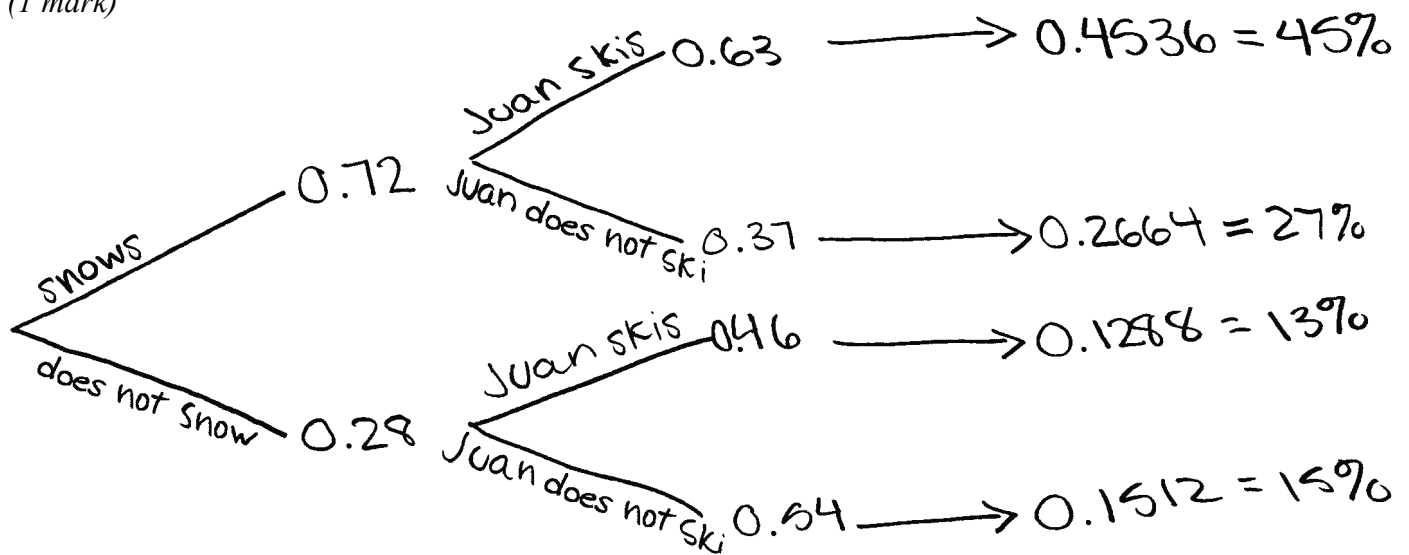 (1 mark)
Juan skis 0.63 → 0.4536 = 45%
snows 0.72
Juan does not ski 0.37 → 0.2664 = 27%
Juan skis 0.46 → 0.1288 = 13%
does not snow 0.28
Juan does not ski 0.54 → 0.1512 = 15%